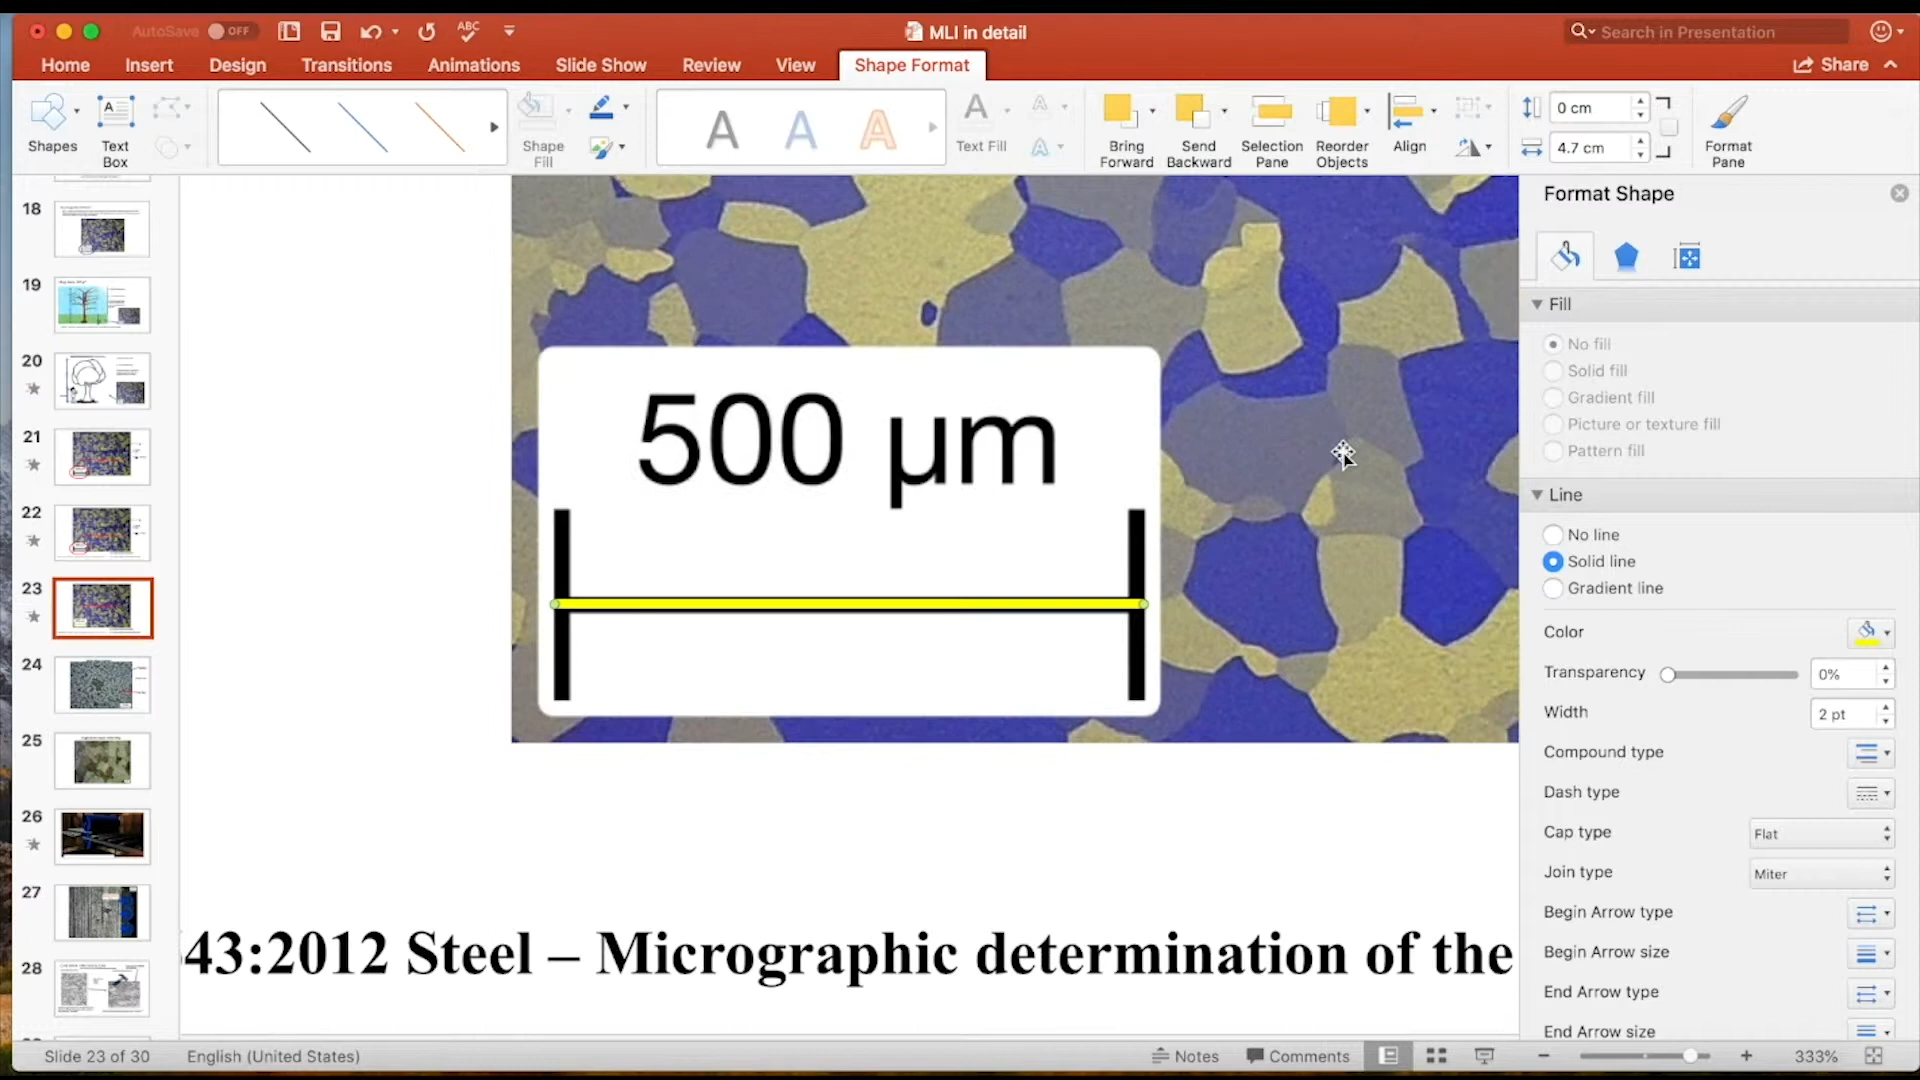 AutoSave OFF
ABC
MLI in detail
Search in Presentation
Home Insert Design Transitions Animations Slide Show Review View Shape Format
Share
Shapes
Text Box
Shape Fill
A A A
Text Fill
Bring Forward
Send Backward
Selection Pane
Reorder Objects
Align
0 cm
4.7 cm
Format Pane
18
19
20
21
22
23
24
25
26
27
28
500 µm
43:2012 Steel – Micrographic determination of the
Format Shape
Fill
No fill
Solid fill
Gradient fill
Picture or texture fill
Pattern fill
Line
No line
Solid line
Gradient line
Color
Transparency 0%
Width 2 pt
Compound type
Dash type
Cap type Flat
Join type Miter
Begin Arrow type
Begin Arrow size
End Arrow type
End Arrow size
Slide 23 of 30 English (United States) Notes Comments 333%